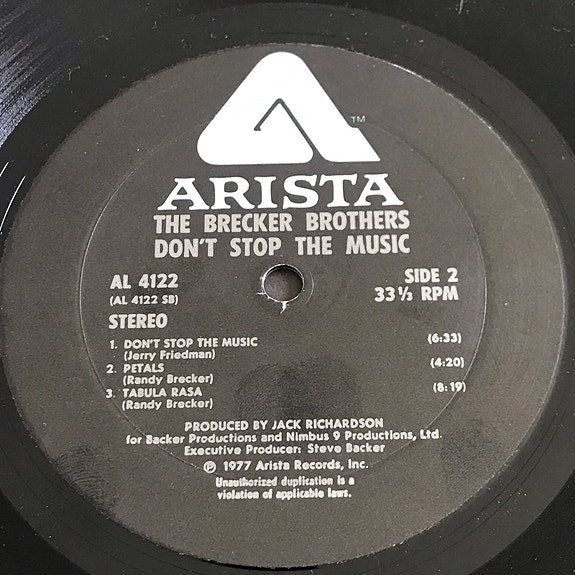 TM
ARISTA
THE BRECKER BROTHERS
DON'T STOP THE MUSIC
AL 4122 SIDE 2
(AL 4122 SB) 33⅓ RPM
STEREO
1. DON'T STOP THE MUSIC (6:33)
(Jerry Friedman)
2. PETALS (4:20)
(Randy Brecker)
3. TABULA RASA (8:19)
(Randy Brecker)
PRODUCED BY JACK RICHARDSON
for Backer Productions and Nimbus 9 Productions, Ltd.
Executive Producer: Steve Backer
℗ 1977 Arista Records, Inc.
Unauthorized duplication is a
violation of applicable laws.